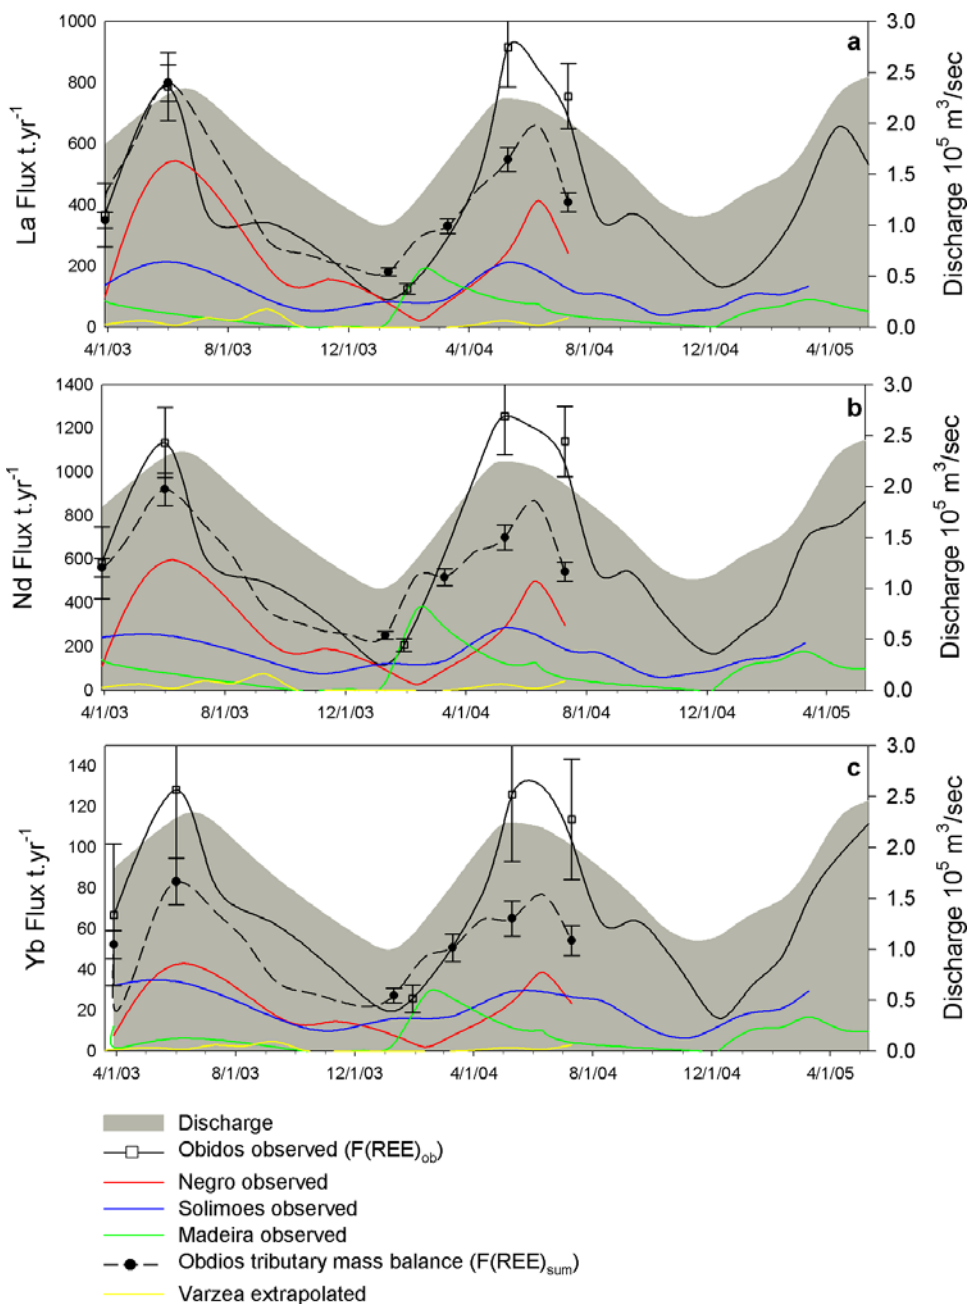 a
La Flux t.yr-1
1000
800
600
400
200
0
3.0
2.5
2.0
1.5
1.0
0.5
0.0
Discharge 10^5 m^3/sec
4/1/03 8/1/03 12/1/03 4/1/04 8/1/04 12/1/04 4/1/05
b
Nd Flux t.yr-1
1400
1200
1000
800
600
400
200
0
3.0
2.5
2.0
1.5
1.0
0.5
0.0
Discharge 10^5 m^3/sec
4/1/03 8/1/03 12/1/03 4/1/04 8/1/04 12/1/04 4/1/05
c
Yb Flux t.yr-1
140
120
100
80
60
40
20
0
3.0
2.5
2.0
1.5
1.0
0.5
0.0
Discharge 10^5 m^3/sec
4/1/03 8/1/03 12/1/03 4/1/04 8/1/04 12/1/04 4/1/05
Discharge
Obidos observed (F(REE)ob)
Negro observed
Solimoes observed
Madeira observed
Obdios tributary mass balance (F(REE)sum)
Varzea extrapolated